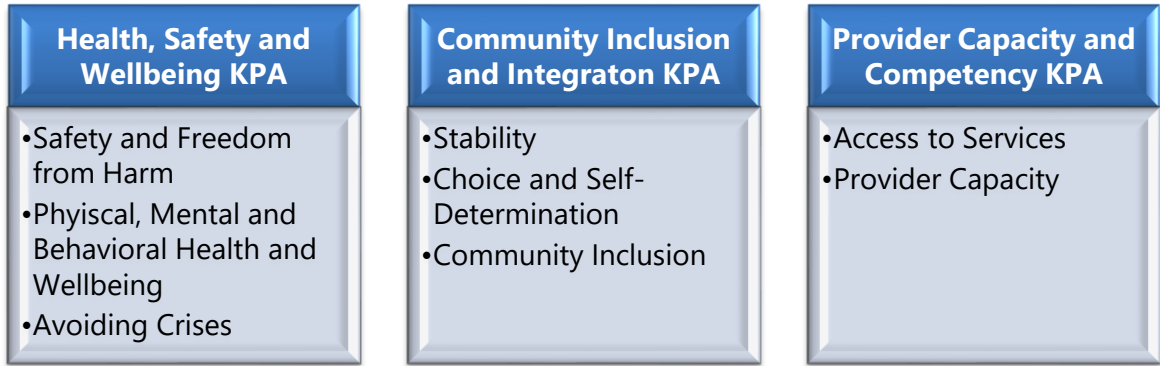 Health, Safety and
Wellbeing KPA
•Safety and Freedom
from Harm
•Phyiscal, Mental and
Behavioral Health and
Wellbeing
•Avoiding Crises
Community Inclusion
and Integraton KPA
•Stability
•Choice and Self-
Determination
•Community Inclusion
Provider Capacity and
Competency KPA
•Access to Services
•Provider Capacity